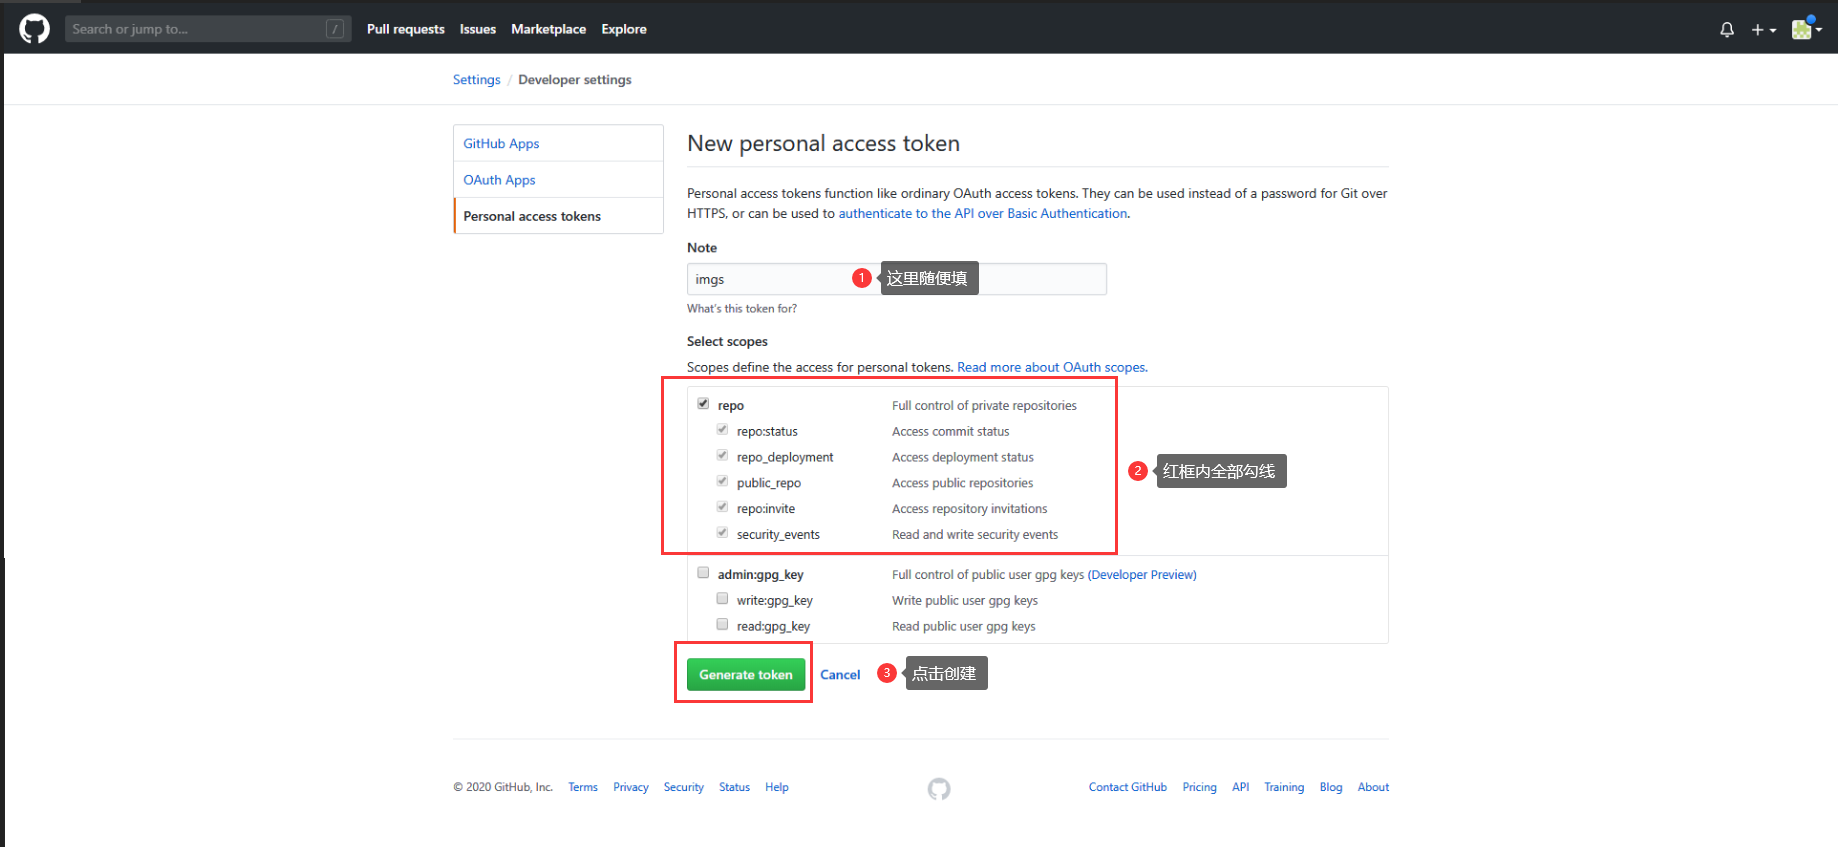 Search or jump to... /
Pull requests Issues Marketplace Explore
Settings / Developer settings
GitHub Apps
OAuth Apps
Personal access tokens
New personal access token
Personal access tokens function like ordinary OAuth access tokens. They can be used instead of a password for Git over
HTTPS, or can be used to authenticate to the API over Basic Authentication.
Note
imgs
1 这里随便填
What's this token for?
Select scopes
Scopes define the access for personal tokens. Read more about OAuth scopes.
repo Full control of private repositories
repo:status Access commit status
repo_deployment Access deployment status
public_repo Access public repositories
repo:invite Access repository invitations
security_events Read and write security events
2 红框内全部勾线
admin:gpg_key Full control of public user gpg keys (Developer Preview)
write:gpg_key Write public user gpg keys
read:gpg_key Read public user gpg keys
Generate token Cancel 3 点击创建
© 2020 GitHub, Inc. Terms Privacy Security Status Help Contact GitHub Pricing API Training Blog About